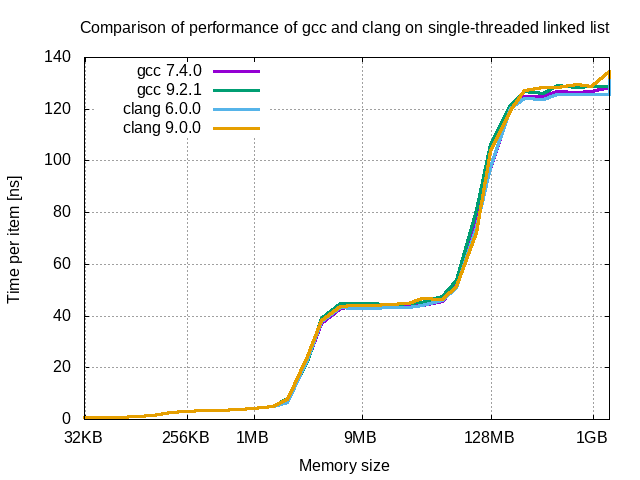 Comparison of performance of gcc and clang on single-threaded linked list
140
120
100
80
60
40
20
0
Time per item [ns]
gcc 7.4.0
gcc 9.2.1
clang 6.0.0
clang 9.0.0
32KB 256KB 1MB 9MB 128MB 1GB
Memory size